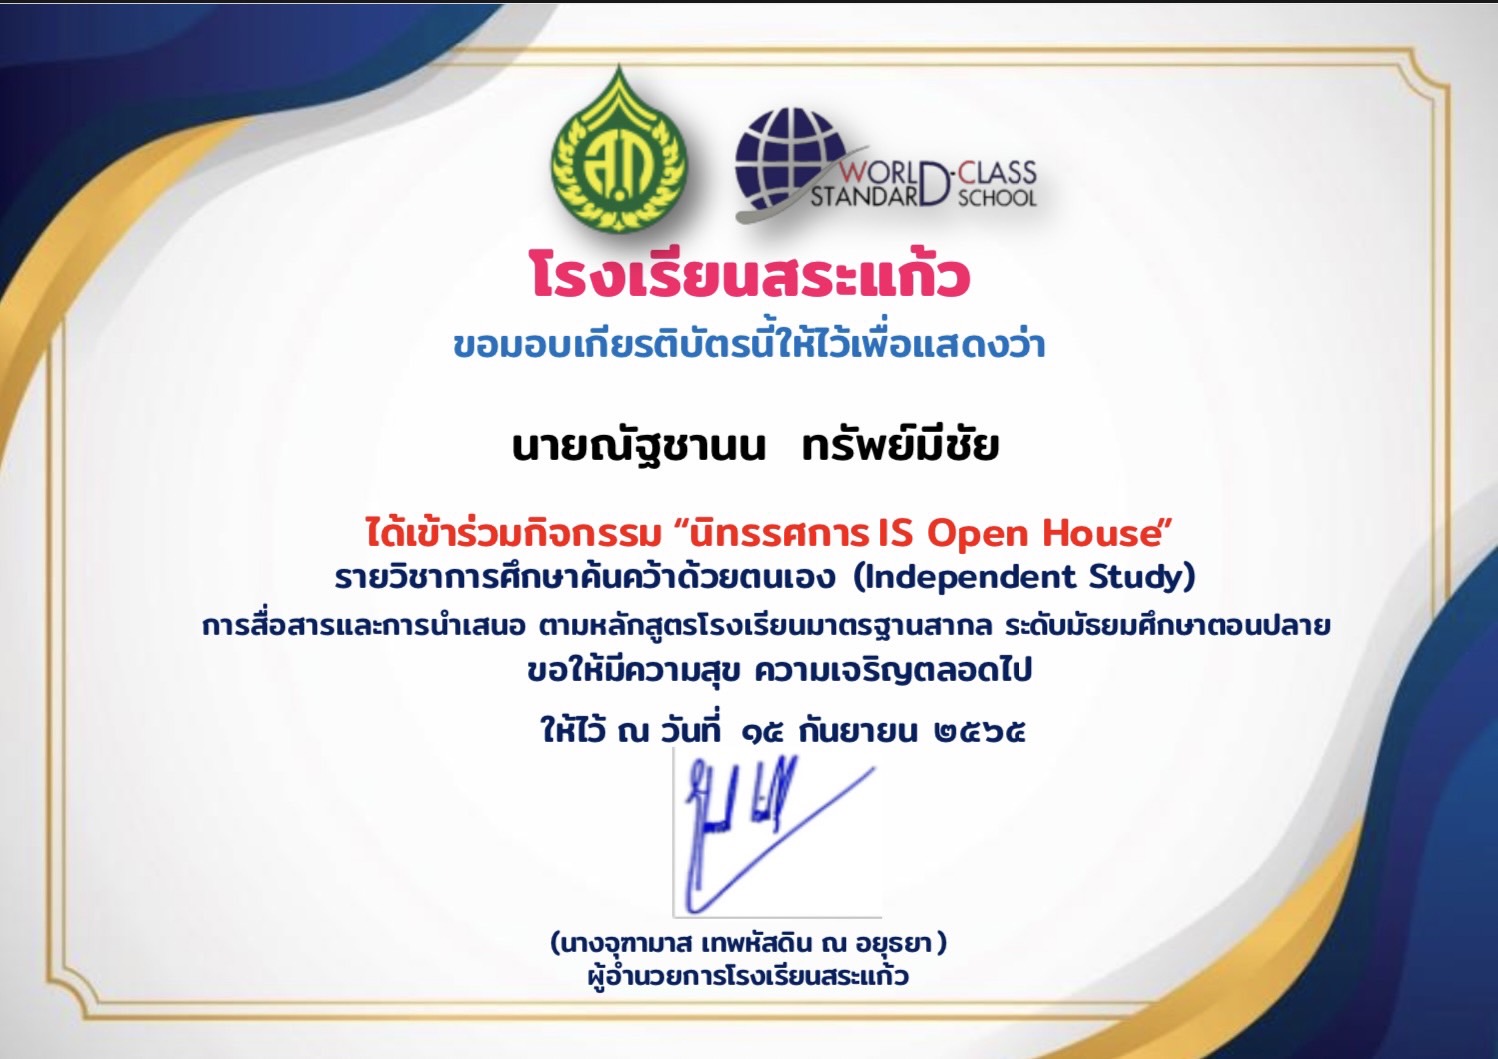 ส.ก
WORLD-CLASS
STANDARD SCHOOL
โรงเรียนสระแก้ว
ขอมอบเกียรติบัตรนี้ให้ไว้เพื่อแสดงว่า
นายณัฐชานน ทรัพย์มีชัย
ได้เข้าร่วมกิจกรรม “นิทรรศการ IS Open House”
รายวิชาการศึกษาค้นคว้าด้วยตนเอง (Independent Study)
การสื่อสารและการนำเสนอ ตามหลักสูตรโรงเรียนมาตรฐานสากล ระดับมัธยมศึกษาตอนปลาย
ขอให้มีความสุข ความเจริญตลอดไป
ให้ไว้ ณ วันที่ ๑๕ กันยายน ๒๕๖๕
(นางจุฑามาส เทพหัสดิน ณ อยุธยา )
ผู้อำนวยการโรงเรียนสระแก้ว